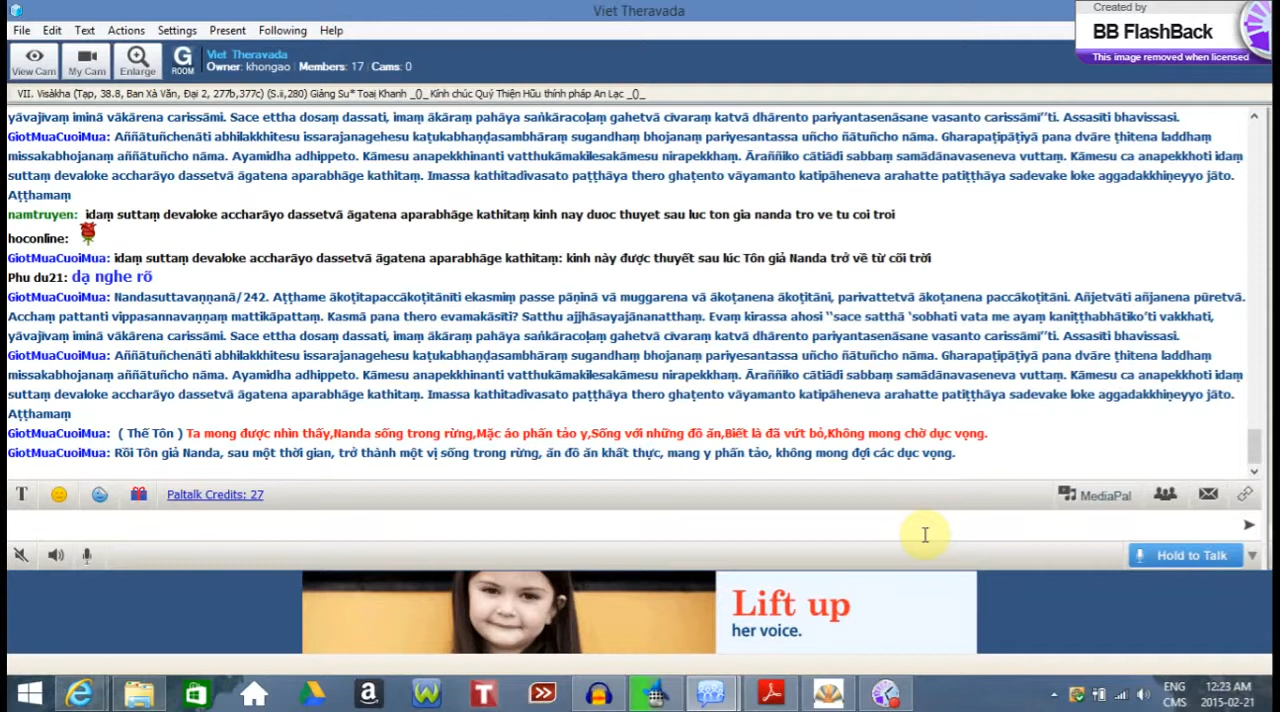 Viet Theravada
Created by
BB FlashBack
This image removed when licensed
File Edit Text Actions Settings Present Following Help
View Cam My Cam Enlarge G ROOM Viet Theravada
Owner: khongao Members: 17 Cams: 0
VII. Visàkha (Tạp, 38.8, Ban Xà Văn, Đại 2, 277b,377c) (S.ii,280) Giảng Sư* Toại Khanh _()_ Kính chúc Quý Thiện Hữu thính pháp An Lạc _()_
yāvajīvaṃ iminā vākārena carissāmi. Sace ettha dosaṃ dassati, imaṃ ākāraṃ pahāya saṅkāracoḷaṃ gahetvā cīvaraṃ katvā dhārento pariyantasenāsane vasanto carissāmī’’ti. Assasīti bhavissasi.
GiotMuaCuoiMua: Aññātuñchenāti abhilakkhitesu issarajanagehesu kaṭukabhaṇḍasambhāraṃ sugandhaṃ bhojanaṃ pariyesantassa uñcho ñātuñcho nāma. Gharapaṭipāṭiyā pana dvāre ṭhitena laddhaṃ
missakabhojanaṃ aññātuñcho nāma. Ayamidha adhippeto. Kāmesu anapekkhinanti vatthukāmakilesakāmesu nirapekkhaṃ. Āraññiko cātiādi sabbaṃ samādānavaseneva vuttaṃ. Kāmesu ca anapekkhoti idaṃ
suttaṃ devaloke accharāyo dassetvā āgatena aparabhāge kathitaṃ. Imassa kathitadivasato paṭṭhāya thero ghaṭento vāyamanto katipāheneva arahatte patiṭṭhāya sadevake loke aggadakkhiṇeyyo jāto.
Aṭṭhamaṃ
namtruyen: idaṃ suttaṃ devaloke accharāyo dassetvā āgatena aparabhāge kathitaṃ kinh nay duoc thuyet sau luc ton gia nanda tro ve tu coi troi
hoconline:
GiotMuaCuoiMua: idaṃ suttaṃ devaloke accharāyo dassetvā āgatena aparabhāge kathitaṃ: kinh này được thuyết sau lúc Tôn giả Nanda trở về từ cõi trời
Phu du21: dạ nghe rõ
GiotMuaCuoiMua: Nandasuttavaṇṇanā/242. Aṭṭhame ākoṭitapaccākoṭitānīti ekasmiṃ passe pāṇinā vā muggarena vā ākoṭanena ākoṭitāni, parivattetvā ākoṭanena paccākoṭitāni. Añjetvāti añjanena pūretvā.
Acchaṃ pattanti vippasannavaṇṇaṃ mattikāpattaṃ. Kasmā pana thero evamakāsīti? Satthu ajjhāsayajānanatthaṃ. Evaṃ kirassa ahosi ‘‘sace satthā ‘sobhati vata me ayaṃ kaniṭṭhabhātiko’ti vakkhati,
yāvajīvaṃ iminā vākārena carissāmi. Sace ettha dosaṃ dassati, imaṃ ākāraṃ pahāya saṅkāracoḷaṃ gahetvā cīvaraṃ katvā dhārento pariyantasenāsane vasanto carissāmī’’ti. Assasīti bhavissasi.
GiotMuaCuoiMua: Aññātuñchenāti abhilakkhitesu issarajanagehesu kaṭukabhaṇḍasambhāraṃ sugandhaṃ bhojanaṃ pariyesantassa uñcho ñātuñcho nāma. Gharapaṭipāṭiyā pana dvāre ṭhitena laddhaṃ
missakabhojanaṃ aññātuñcho nāma. Ayamidha adhippeto. Kāmesu anapekkhinanti vatthukāmakilesakāmesu nirapekkhaṃ. Āraññiko cātiādi sabbaṃ samādānavaseneva vuttaṃ. Kāmesu ca anapekkhoti idaṃ
suttaṃ devaloke accharāyo dassetvā āgatena aparabhāge kathitaṃ. Imassa kathitadivasato paṭṭhāya thero ghaṭento vāyamanto katipāheneva arahatte patiṭṭhāya sadevake loke aggadakkhiṇeyyo jāto.
Aṭṭhamaṃ
GiotMuaCuoiMua: ( Thế Tôn ) Ta mong được nhìn thấy,Nanda sống trong rừng,Mặc áo phấn tảo y,Sống với những đồ ăn,Biết là đã vứt bỏ,Không mong chờ dục vọng.
GiotMuaCuoiMua: Rồi Tôn giả Nanda, sau một thời gian, trở thành một vị sống trong rừng, ăn đồ ăn khất thực, mang y phấn tảo, không mong đợi các dục vọng.
T Paltalk Credits: 27 MediaPal
Hold to Talk
Lift up
her voice.
ENG 12:23 AM
CMS 2015-02-21